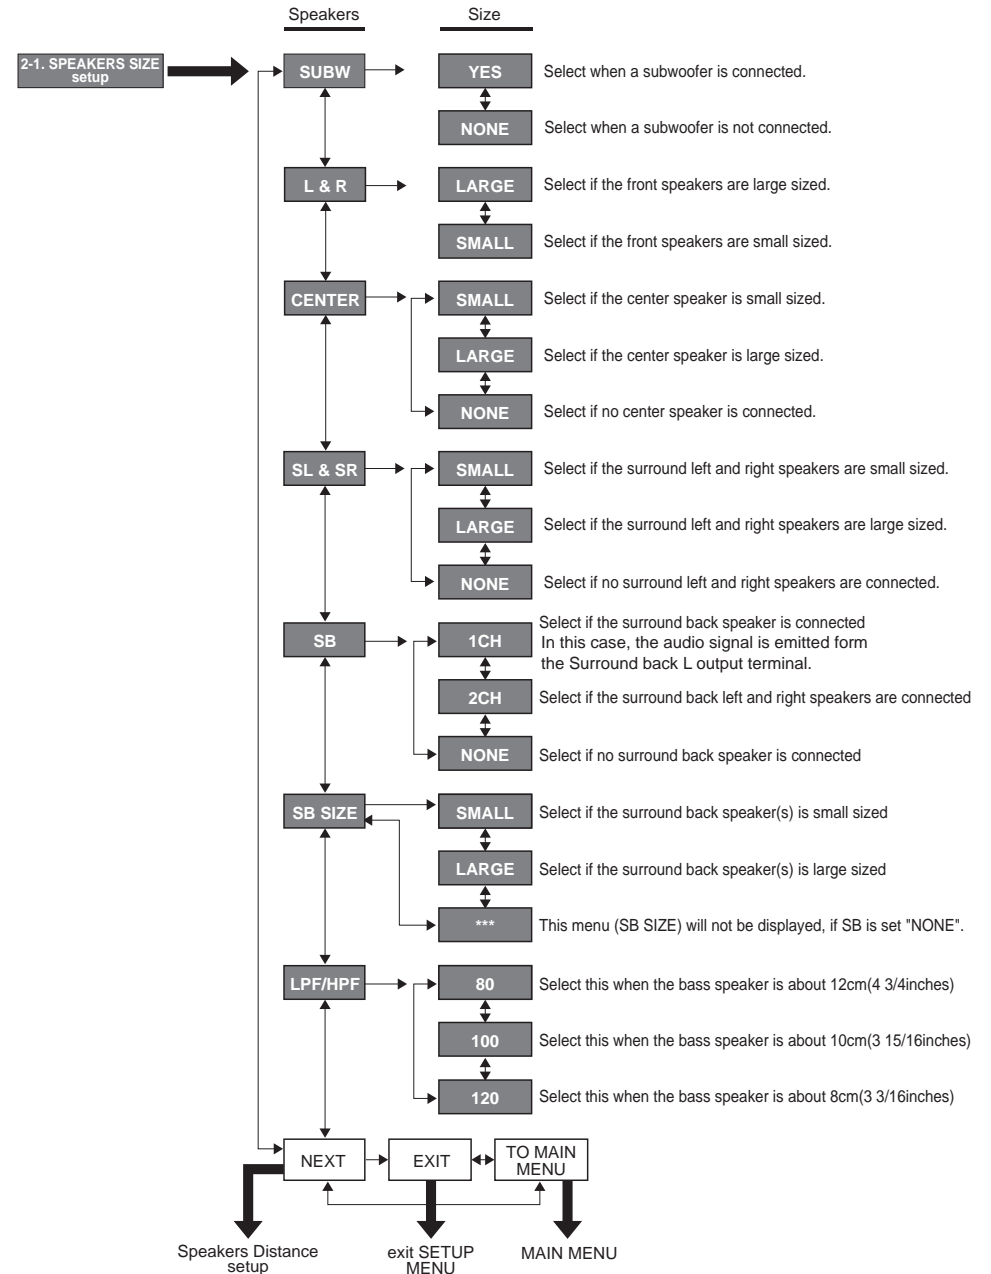 Speakers Size
2-1. SPEAKERS SIZE
setup
SUBW YES Select when a subwoofer is connected.
NONE Select when a subwoofer is not connected.
L & R LARGE Select if the front speakers are large sized.
SMALL Select if the front speakers are small sized.
CENTER SMALL Select if the center speaker is small sized.
LARGE Select if the center speaker is large sized.
NONE Select if no center speaker is connected.
SL & SR SMALL Select if the surround left and right speakers are small sized.
LARGE Select if the surround left and right speakers are large sized.
NONE Select if no surround left and right speakers are connected.
SB 1CH Select if the surround back speaker is connected
In this case, the audio signal is emitted form
the Surround back L output terminal.
2CH Select if the surround back left and right speakers are connected
NONE Select if no surround back speaker is connected
SB SIZE SMALL Select if the surround back speaker(s) is small sized
LARGE Select if the surround back speaker(s) is large sized
*** This menu (SB SIZE) will not be displayed, if SB is set "NONE".
LPF/HPF 80 Select this when the bass speaker is about 12cm(4 3/4inches)
100 Select this when the bass speaker is about 10cm(3 15/16inches)
120 Select this when the bass speaker is about 8cm(3 3/16inches)
NEXT EXIT TO MAIN
MENU
Speakers Distance
setup
exit SETUP
MENU
MAIN MENU